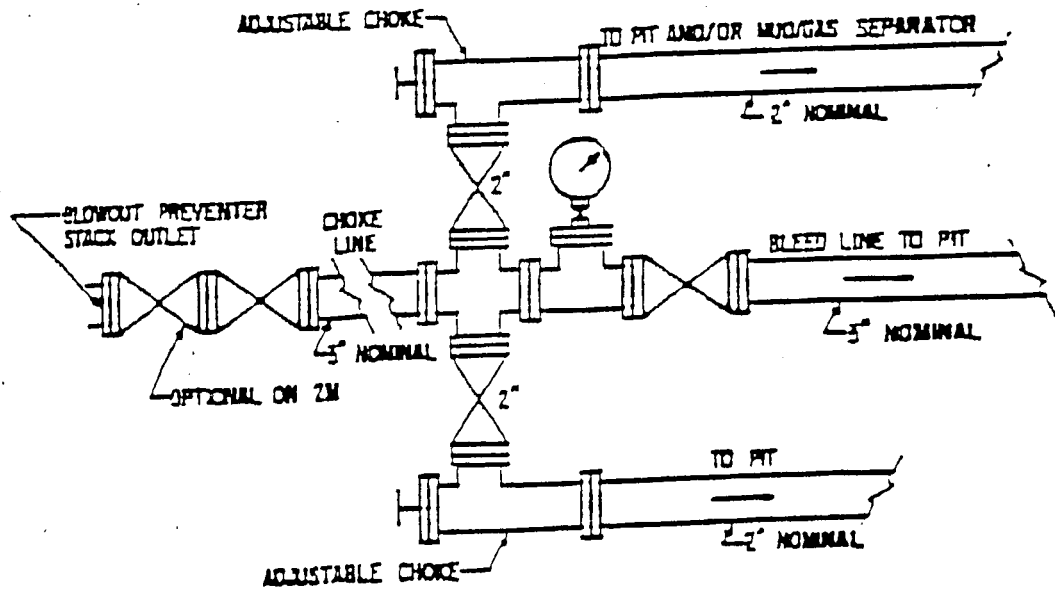 ADJUSTABLE CHOKE
TO PIT AND/OR MUD/GAS SEPARATOR
2" NOMINAL
2"
BLOWOUT PREVENTER
STACK OUTLET
CHOKE
LINE
BLEED LINE TO PIT
3" NOMINAL
3" NOMINAL
OPTIONAL ON 2M
2"
TO PIT
2" NOMINAL
ADJUSTABLE CHOKE